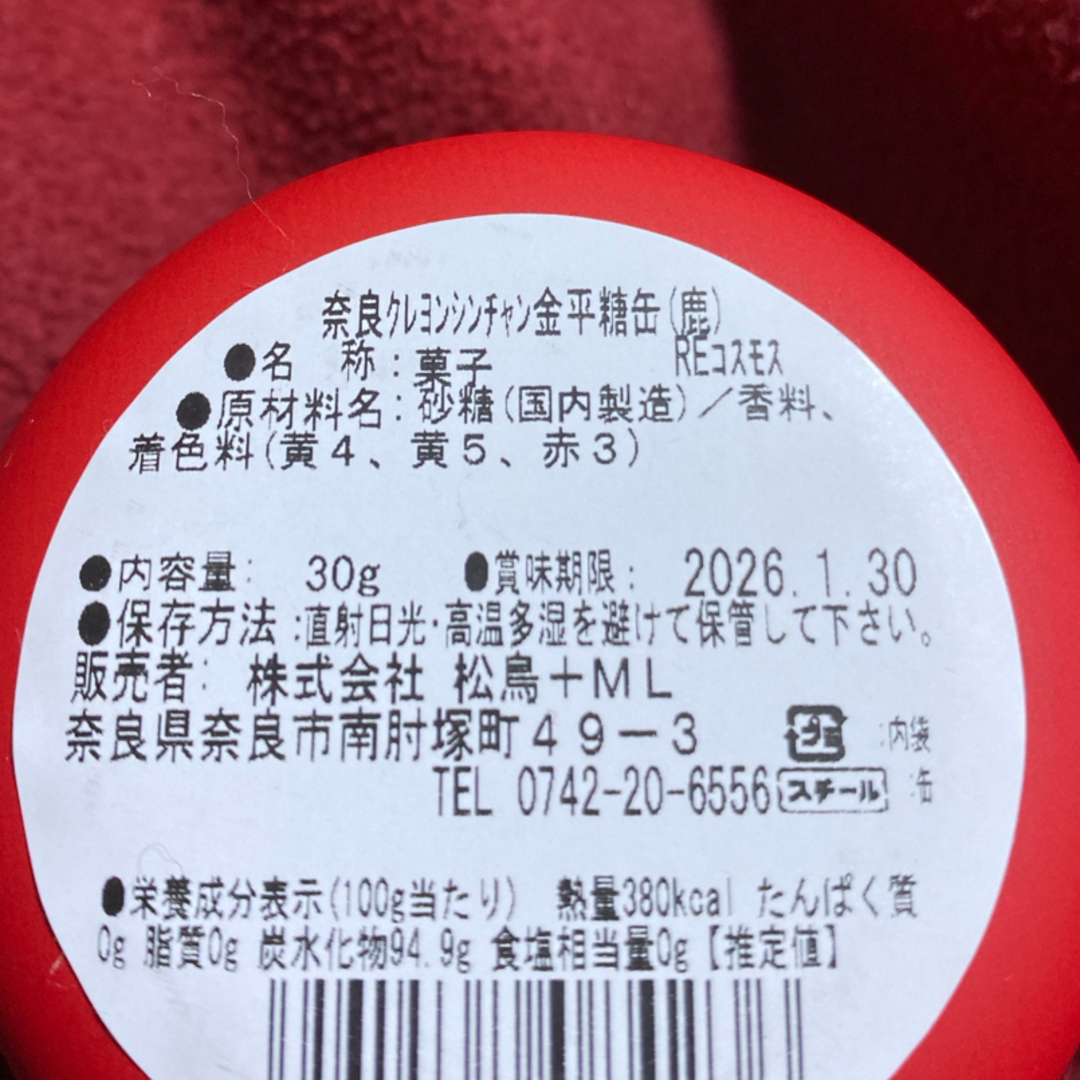 奈良クレヨンシンチャン金平糖缶(鹿)
REコスモス
●名　称：菓子
●原材料名：砂糖(国内製造)／香料、
着色料(黄４、黄５、赤３)
●内容量：　30g　●賞味期限：　2026.1.30
●保存方法：直射日光・高温多湿を避けて保管して下さい。
販売者：　株式会社 松鳥＋ＭＬ
奈良県奈良市南肘塚町４９－３　プラ　：内袋
TEL 0742-20-6556　スチール　：缶
●栄養成分表示(100g当たり)　熱量380kcal たんぱく質
0g 脂質0g 炭水化物94.9g 食塩相当量0g【推定値】